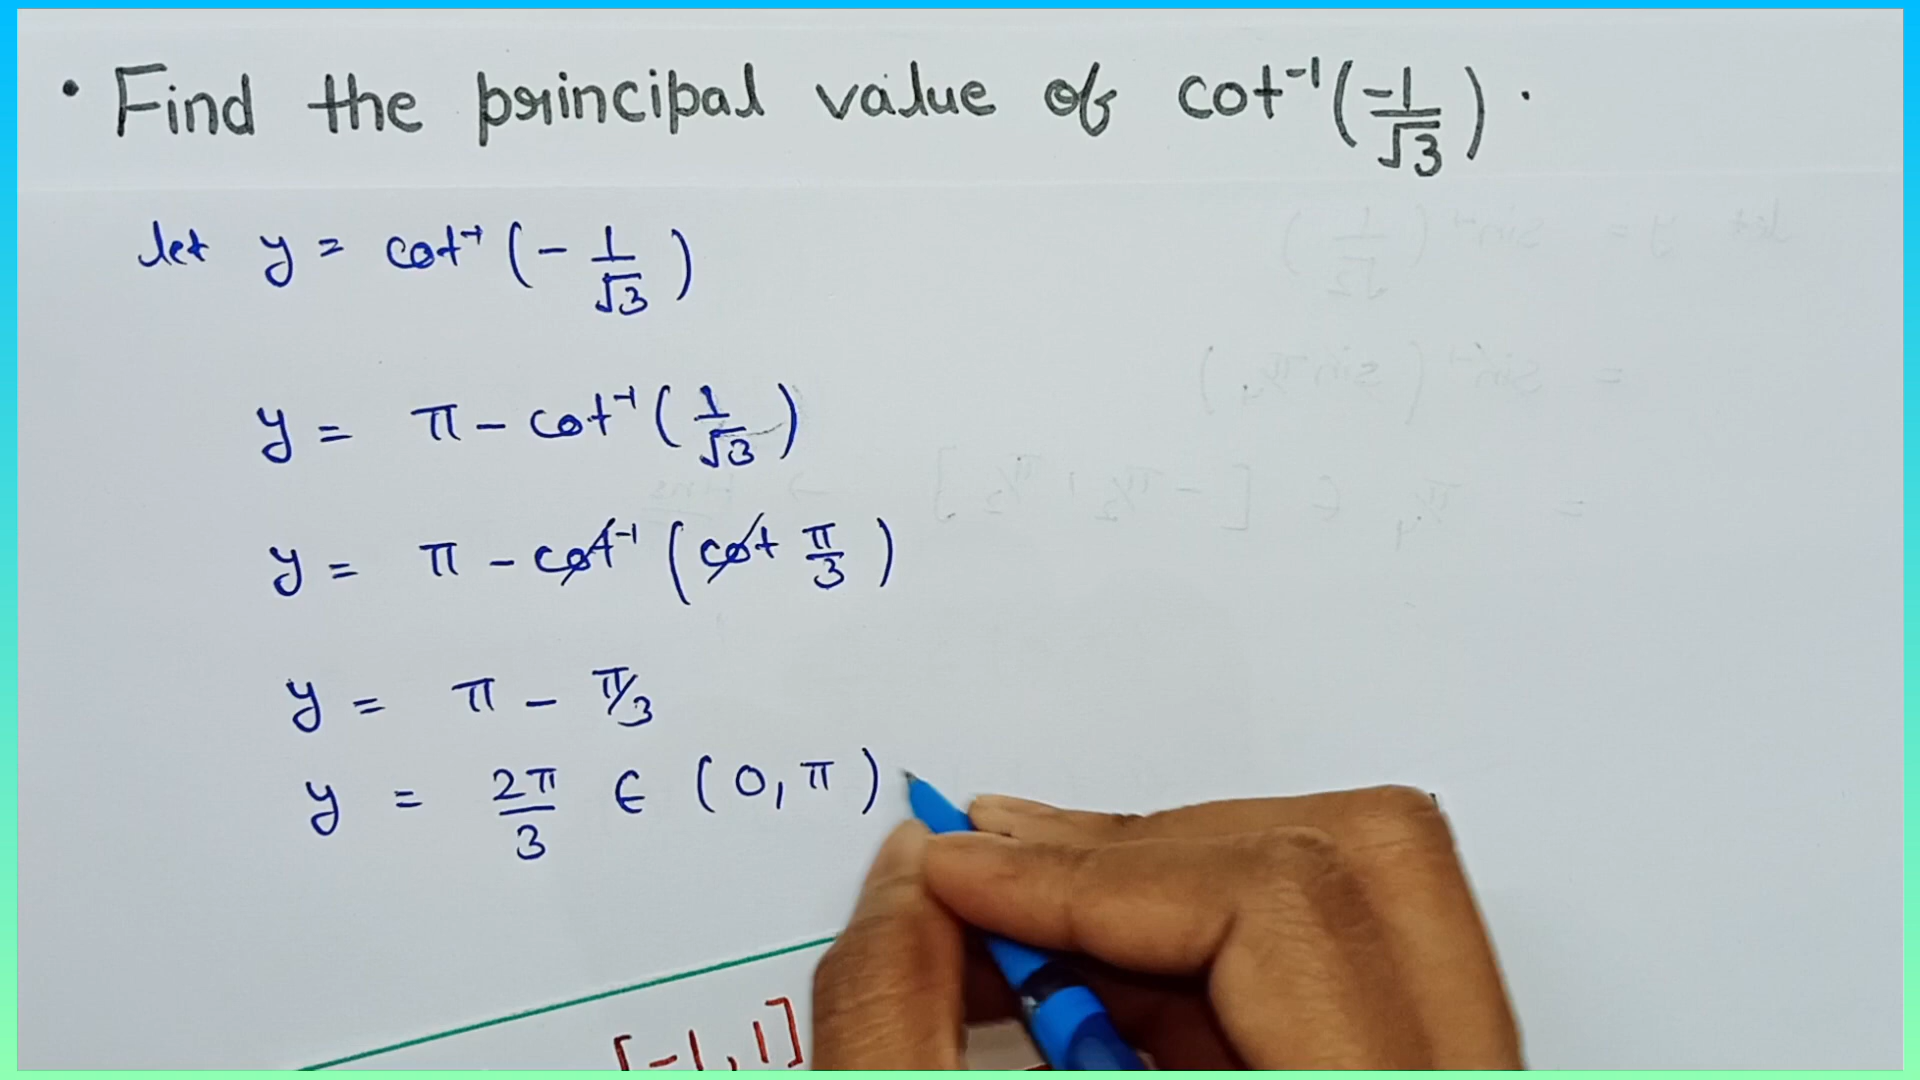 • Find the principal value of cot⁻¹(-1/√3).
let y = cot⁻¹(- 1/√3)
y = π - cot⁻¹(1/√3)
y = π - cot⁻¹(cot π/3)
y = π - π/3
y = 2π/3 ∈ (0, π)
[-1, 1]